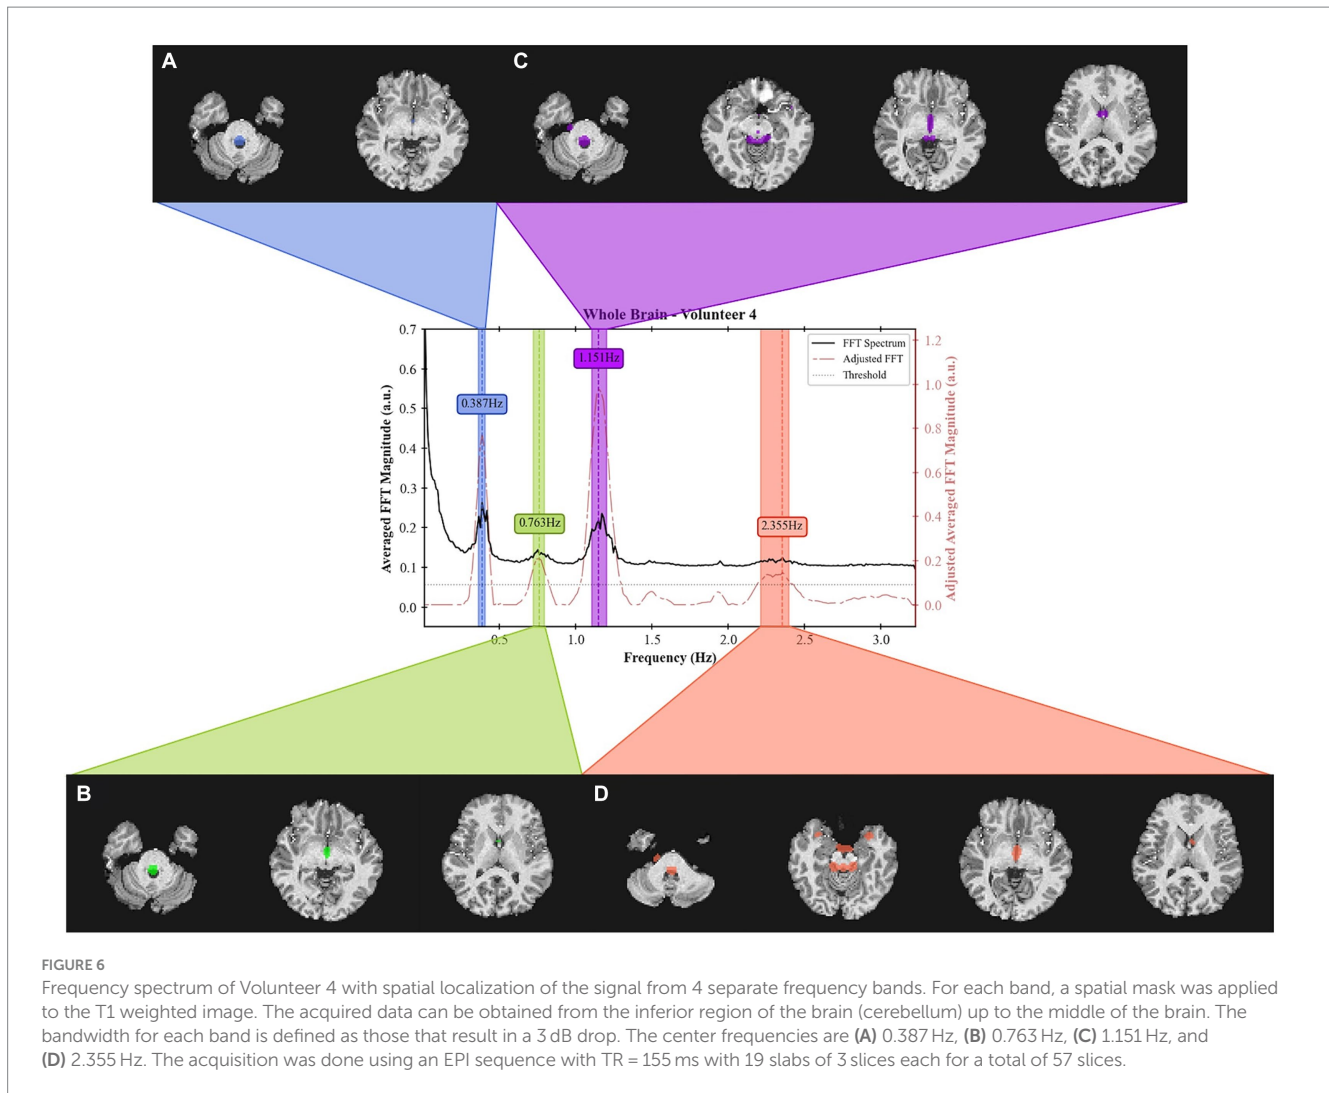 A
C
Whole Brain - Volunteer 4
0.7
0.6
0.5
0.4
0.3
0.2
0.1
0.0
Averaged FFT Magnitude (a.u.)
1.151Hz
0.387Hz
0.763Hz
2.355Hz
FFT Spectrum
Adjusted FFT
Threshold
1.2
1.0
0.8
0.6
0.4
0.2
0.0
Adjusted Averaged FFT Magnitude (a.u.)
0.5
1.0
1.5
2.0
2.5
3.0
Frequency (Hz)
B
D
FIGURE 6
Frequency spectrum of Volunteer 4 with spatial localization of the signal from 4 separate frequency bands. For each band, a spatial mask was applied
to the T1 weighted image. The acquired data can be obtained from the inferior region of the brain (cerebellum) up to the middle of the brain. The
bandwidth for each band is defined as those that result in a 3 dB drop. The center frequencies are (A) 0.387 Hz, (B) 0.763 Hz, (C) 1.151 Hz, and
(D) 2.355 Hz. The acquisition was done using an EPI sequence with TR = 155 ms with 19 slabs of 3 slices each for a total of 57 slices.